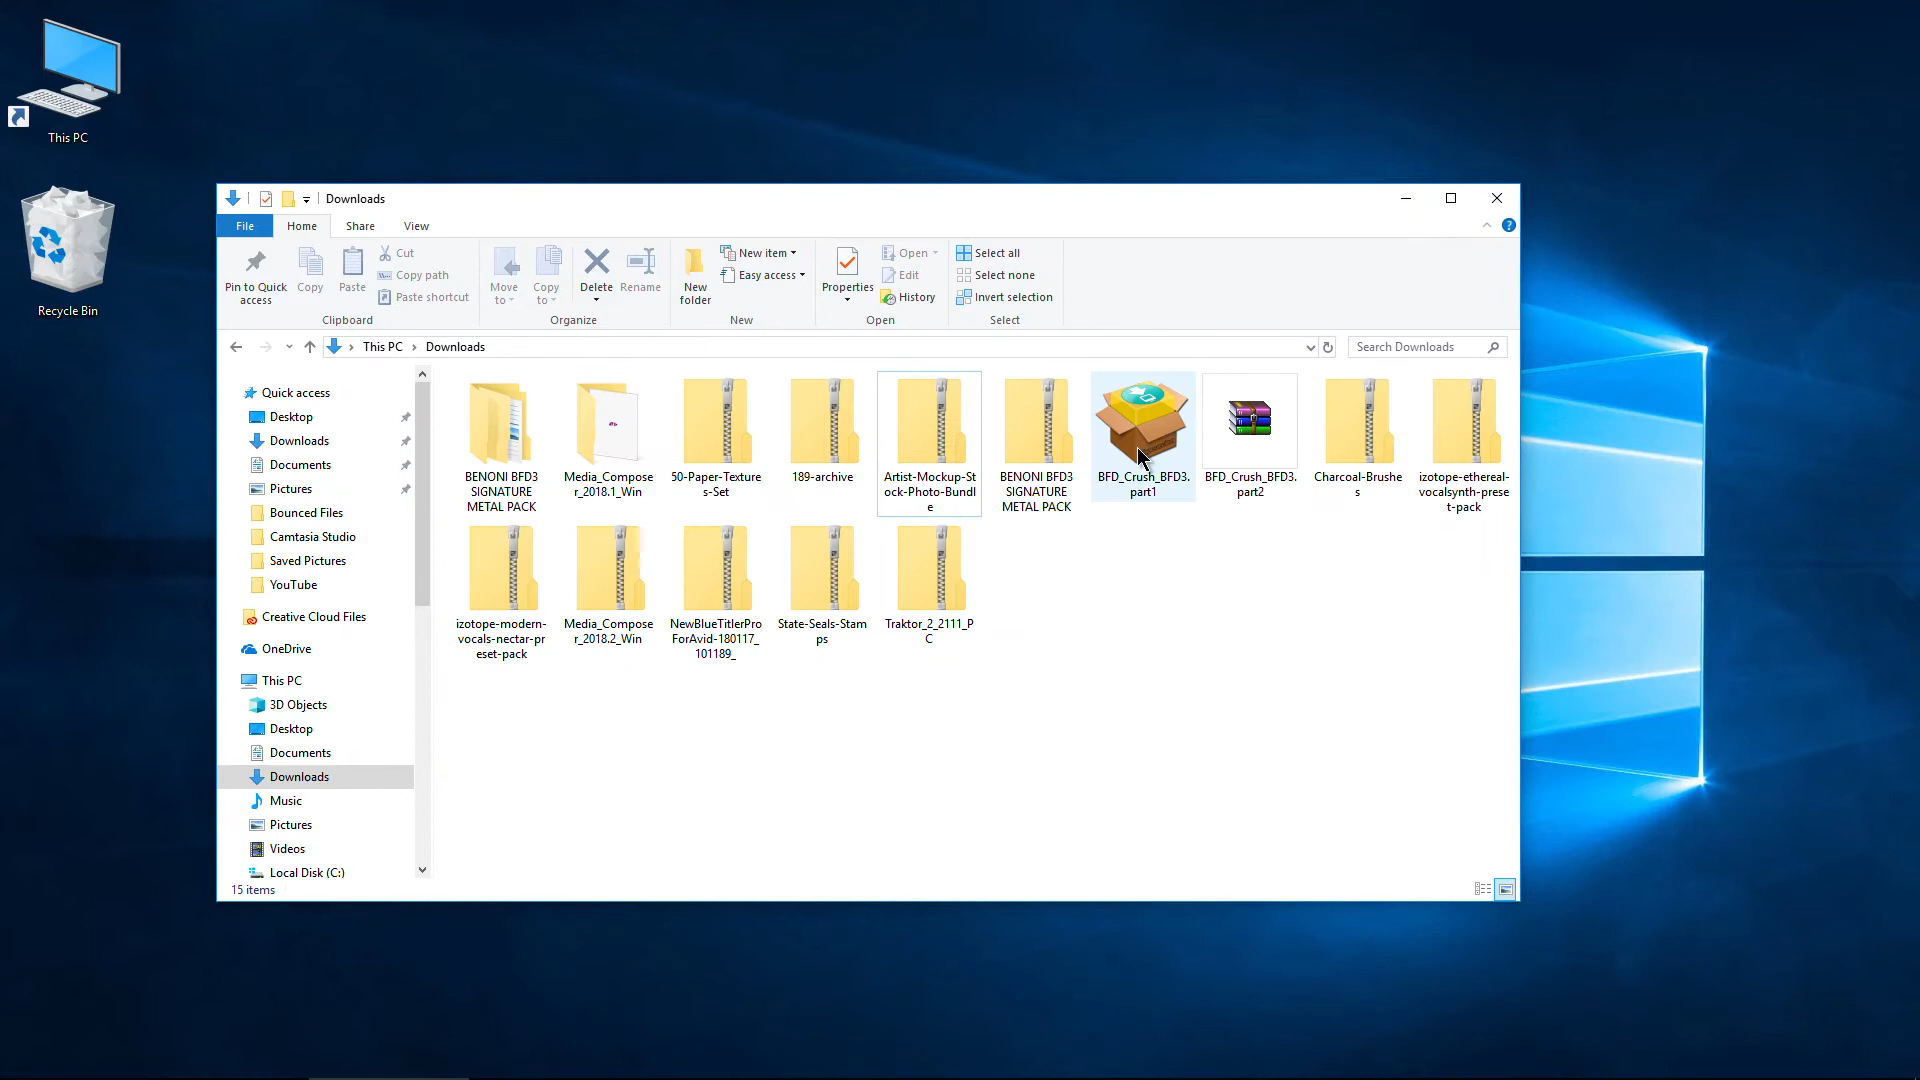 This PC
Recycle Bin
Downloads
File
Home
Share
View
Pin to Quick
access
Copy
Paste
Cut
Copy path
Paste shortcut
Clipboard
Move
to
Copy
to
Delete
Rename
Organize
New
folder
New item
Easy access
New
Properties
Open
Edit
History
Open
Select all
Select none
Invert selection
Select
This PC
Downloads
Search Downloads
Quick access
Desktop
Downloads
Documents
Pictures
Bounced Files
Camtasia Studio
Saved Pictures
YouTube
Creative Cloud Files
OneDrive
This PC
3D Objects
Desktop
Documents
Downloads
Music
Pictures
Videos
Local Disk (C:)
BENONI BFD3
SIGNATURE
METAL PACK
Media_Compose
r_2018.1_Win
50-Paper-Texture
s-Set
189-archive
Artist-Mockup-St
ock-Photo-Bundl
e
BENONI BFD3
SIGNATURE
METAL PACK
BFD_Crush_BFD3.
part1
BFD_Crush_BFD3.
part2
Charcoal-Brushe
s
izotope-ethereal-
vocalsynth-prese
t-pack
izotope-modern-
vocals-nectar-pr
eset-pack
Media_Compose
r_2018.2_Win
NewBlueTitlerPro
ForAvid-180117_
101189_
State-Seals-Stam
ps
Traktor_2_2111_P
C
15 items